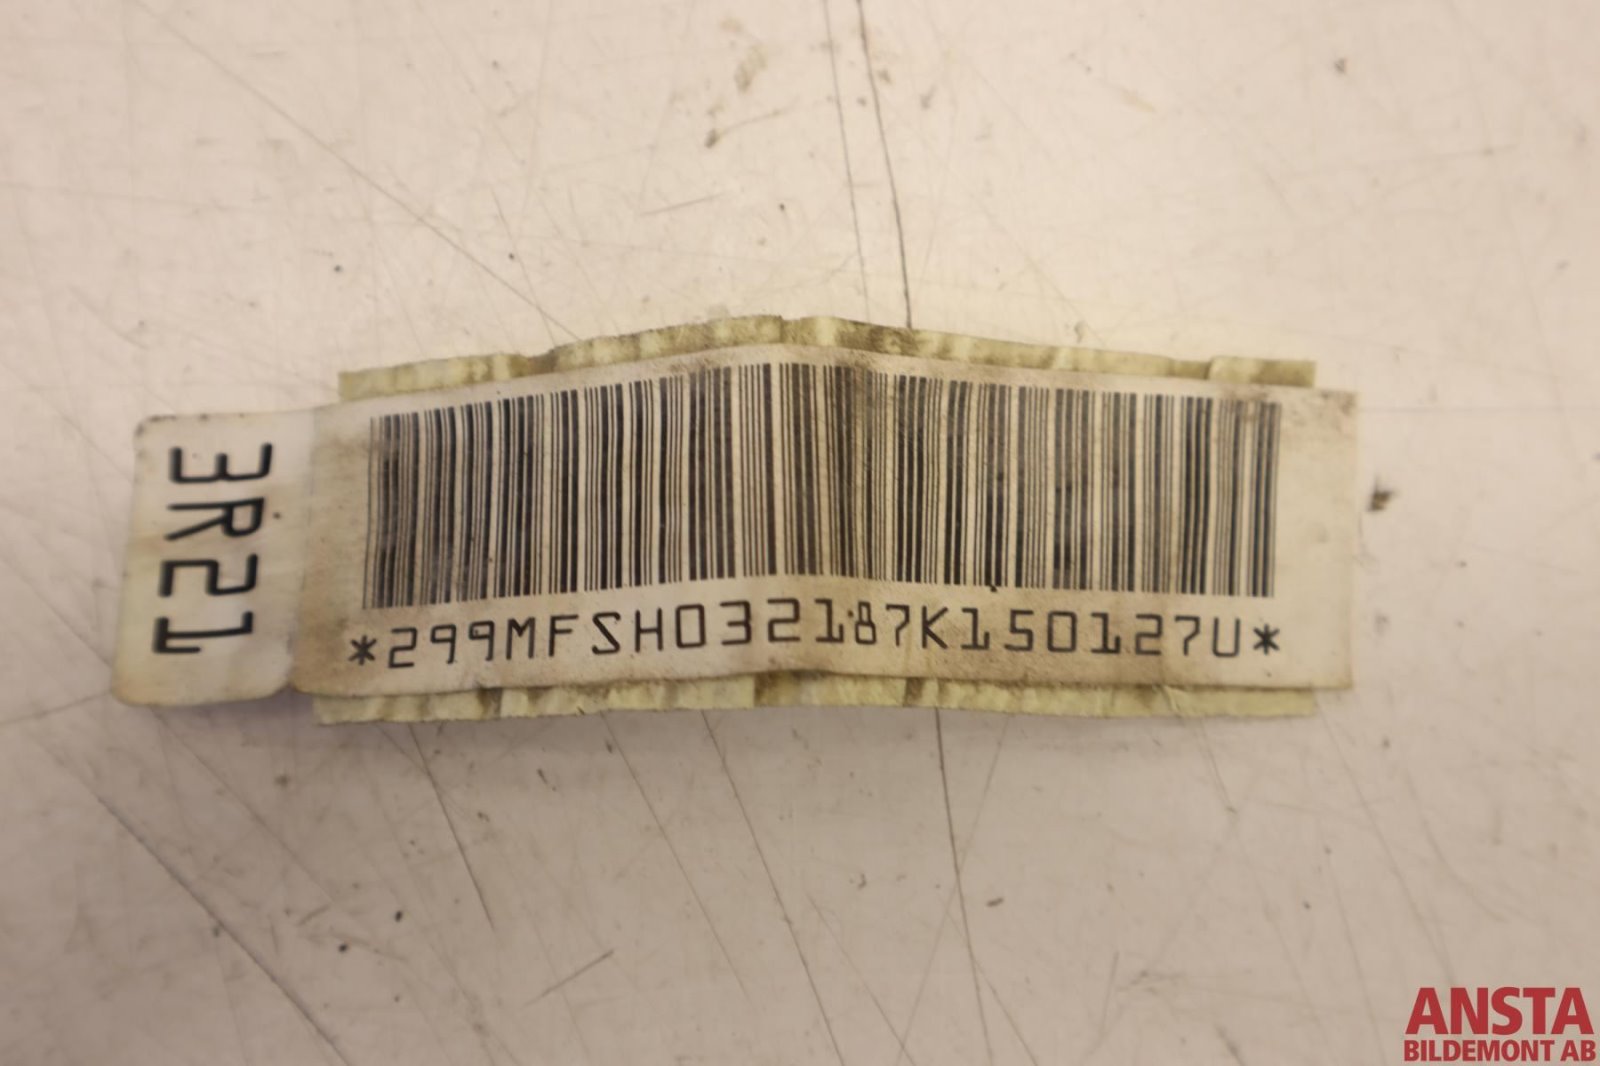 3R21
*299MFSH032187K150127U*
ANSTA
BILDEMONT AB